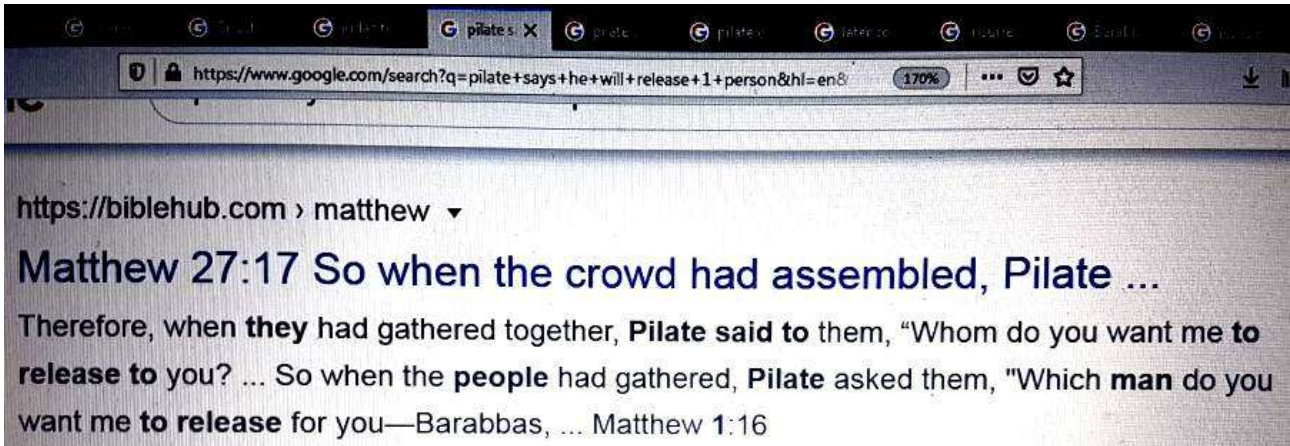 pilate s
https://www.google.com/search?q=pilate+says+he+will+release+1+person&hl=en&
170%
https://biblehub.com › matthew
Matthew 27:17 So when the crowd had assembled, Pilate ...
Therefore, when they had gathered together, Pilate said to them, “Whom do you want me to
release to you? ... So when the people had gathered, Pilate asked them, "Which man do you
want me to release for you—Barabbas, ... Matthew 1:16